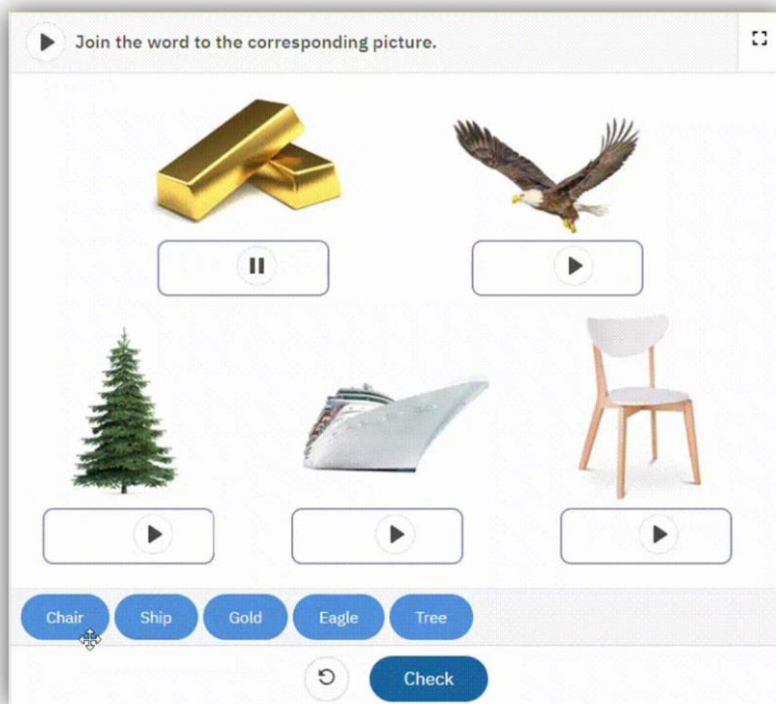 Join the word to the corresponding picture.
Chair Ship Gold Eagle Tree
Check